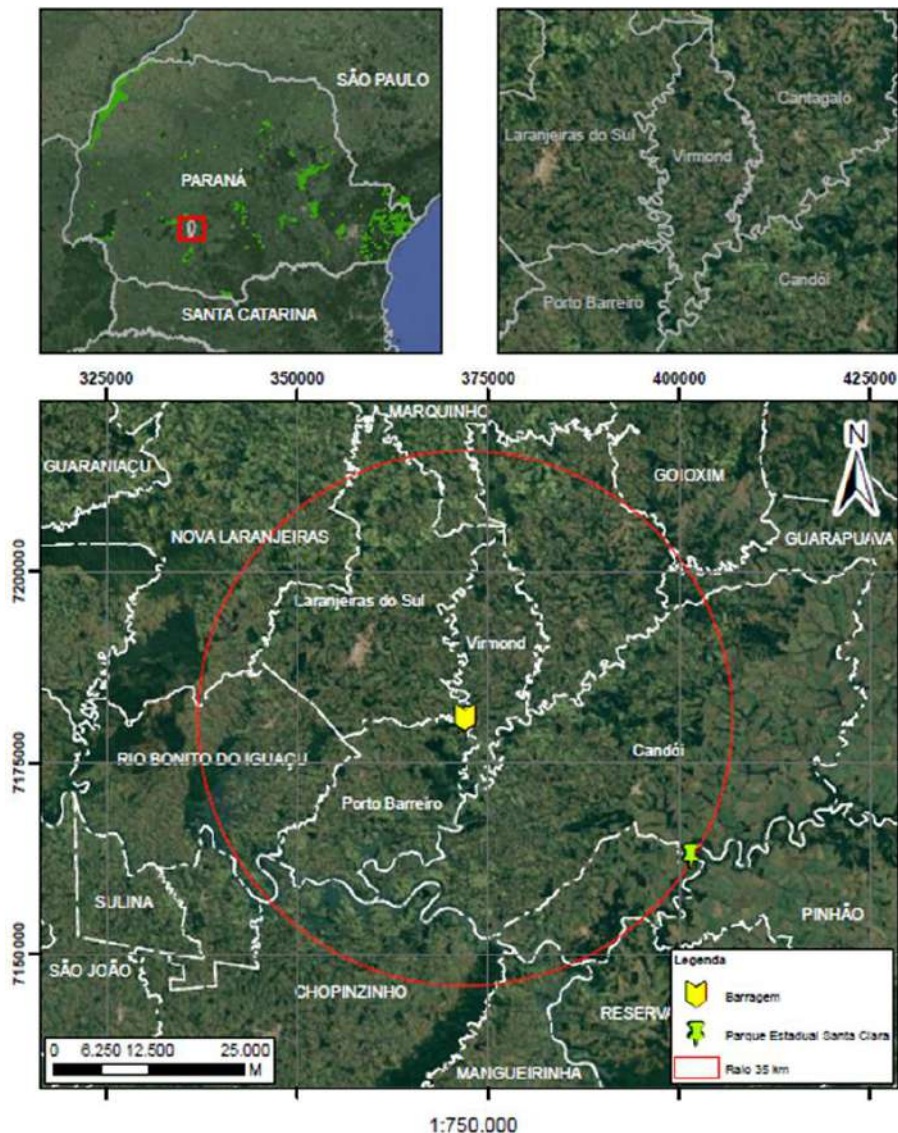 SÃO PAULO
PARANÁ
SANTA CATARINA
Cantagalo
Laranjeiras do Sul
Virmond
Candói
Porto Barreiro
325000 350000 375000 400000 425000
MARQUINHO
N
GUARANIAÇU
GOIOXIM
NOVA LARANJEIRAS
GUARAPUAVA
7200000
Laranjeiras do Sul
Virmond
Candói
RIO BONITO DO IGUAÇU
7175000
Porto Barreiro
SULINA
PINHÃO
7150000
SÃO JOÃO
CHOPINZINHO
RESERVA
MANGUEIRINHA
Legenda
Barragem
Parque Estadual Santa Clara
Raio 35 km
0 6.250 12.500 25.000
M
1:750.000